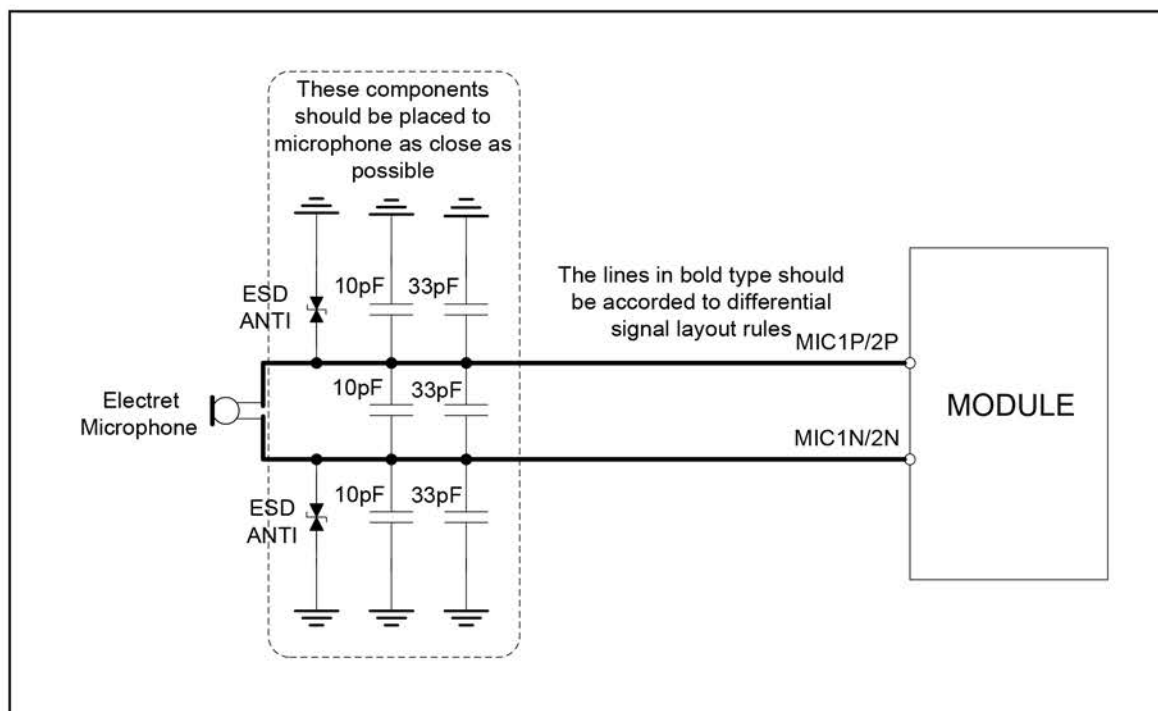 These components
should be placed to
microphone as close as
possible
10pF
33pF
ESD
ANTI
The lines in bold type should
be accorded to differential
signal layout rules
MIC1P/2P
10pF
33pF
Electret
Microphone
MODULE
MIC1N/2N
10pF
33pF
ESD
ANTI